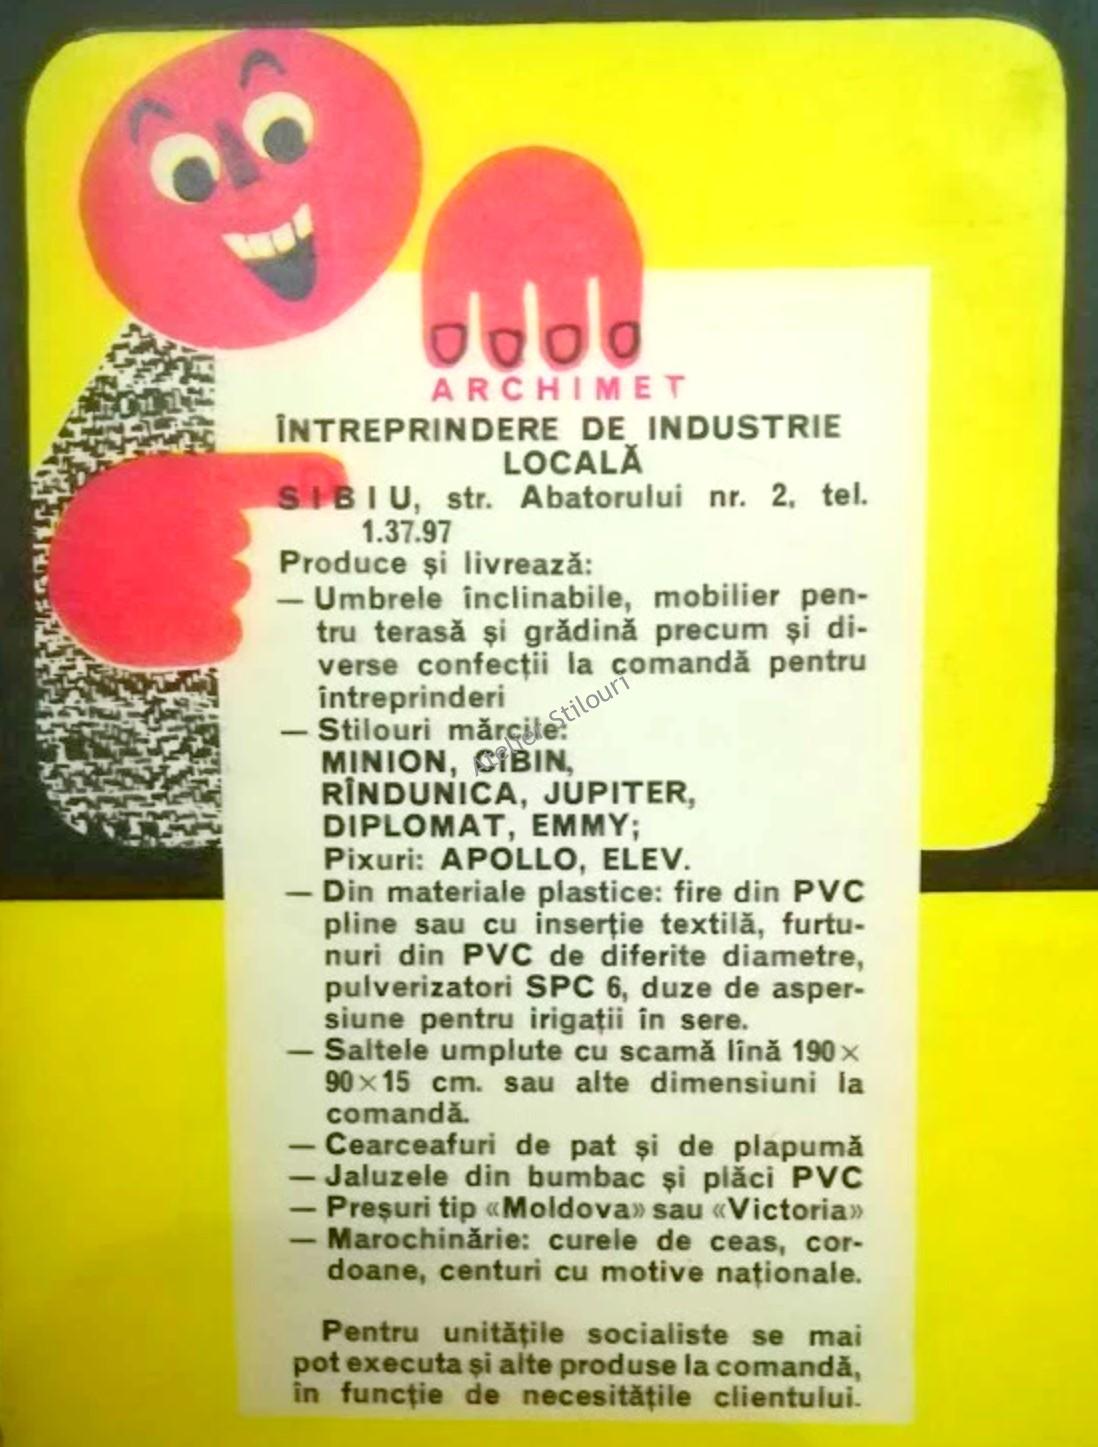 ARCHIMET
ÎNTREPRINDERE DE INDUSTRIE
LOCALĂ
SIBIU, str. Abatorului nr. 2, tel.
1.37.97
Produce și livrează:
— Umbrele înclinabile, mobilier pen-
tru terasă și grădină precum și di-
verse confecții la comandă pentru
întreprinderi
— Stilouri mărcile:
MINION, CIBIN,
RÎNDUNICA, JUPITER,
DIPLOMAT, EMMY;
Pixuri: APOLLO, ELEV.
— Din materiale plastice: fire din PVC
pline sau cu inserție textilă, furtu-
nuri din PVC de diferite diametre,
pulverizatori SPC 6, duze de asper-
siune pentru irigații în sere.
— Saltele umplute cu scamă lînă 190×
90×15 cm. sau alte dimensiuni la
comandă.
— Cearceafuri de pat și de plapumă
— Jaluzele din bumbac și plăci PVC
— Preșuri tip «Moldova» sau «Victoria»
— Marochinărie: curele de ceas, cor-
doane, centuri cu motive naționale.
Pentru unitățile socialiste se mai
pot executa și alte produse la comandă,
în funcție de necesitățile clientului.
Atelier Stilouri